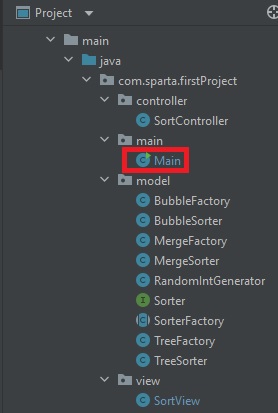 Project
main
java
com.sparta.firstProject
controller
SortController
main
Main
model
BubbleFactory
BubbleSorter
MergeFactory
MergeSorter
RandomIntGenerator
Sorter
SorterFactory
TreeFactory
TreeSorter
view
SortView